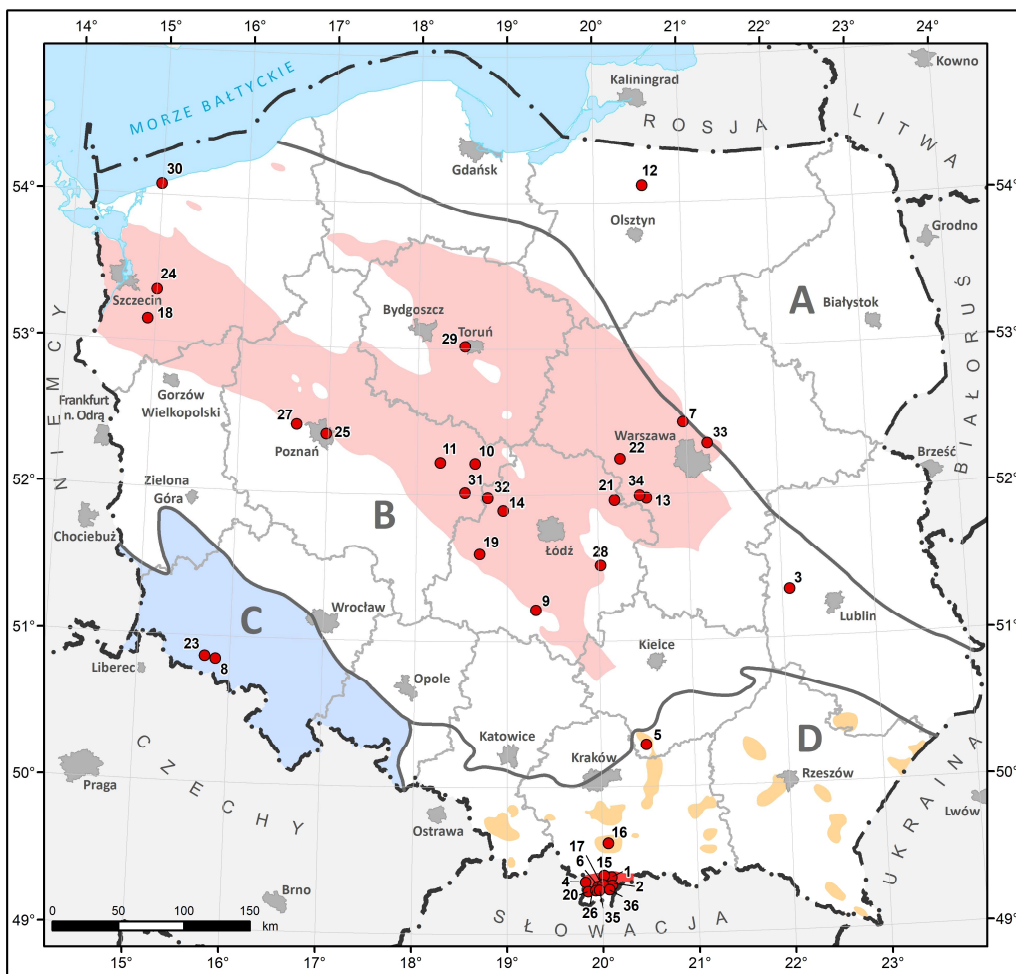 14° 15° 16° 17° 18° 19° 20° 21° 22° 23° 24°
Kowno
MORZE BAŁTYCKIE
Kaliningrad
ROSJA
LITWA
Gdańsk
30
12
54°
54°
Olsztyn
Grodno
24
Szczecin
18
A
Białystok
Bydgoszcz
Toruń
29
53°
53°
BIAŁORUŚ
NIEMCY
Gorzów
Wielkopolski
Frankfurt
n. Odrą
27
25
Poznań
7
33
Warszawa
22
11
10
Brześć
31
32
34
21
13
14
52°
52°
Zielona
Góra
B
Łódź
Chociebuż
19
28
3
Lublin
9
C
Wrocław
51°
51°
Kielce
23
8
Liberec
Opole
Katowice
5
D
Kraków
Rzeszów
50°
50°
Praga
CZECHY
UKRAINA
Lwów
Ostrawa
16
17
6
15
1
4
2
20
26
35
36
Brno
SŁOWACJA
49°
49°
0 50 100 150
km
15° 16° 17° 18° 19° 20° 21° 22° 23°